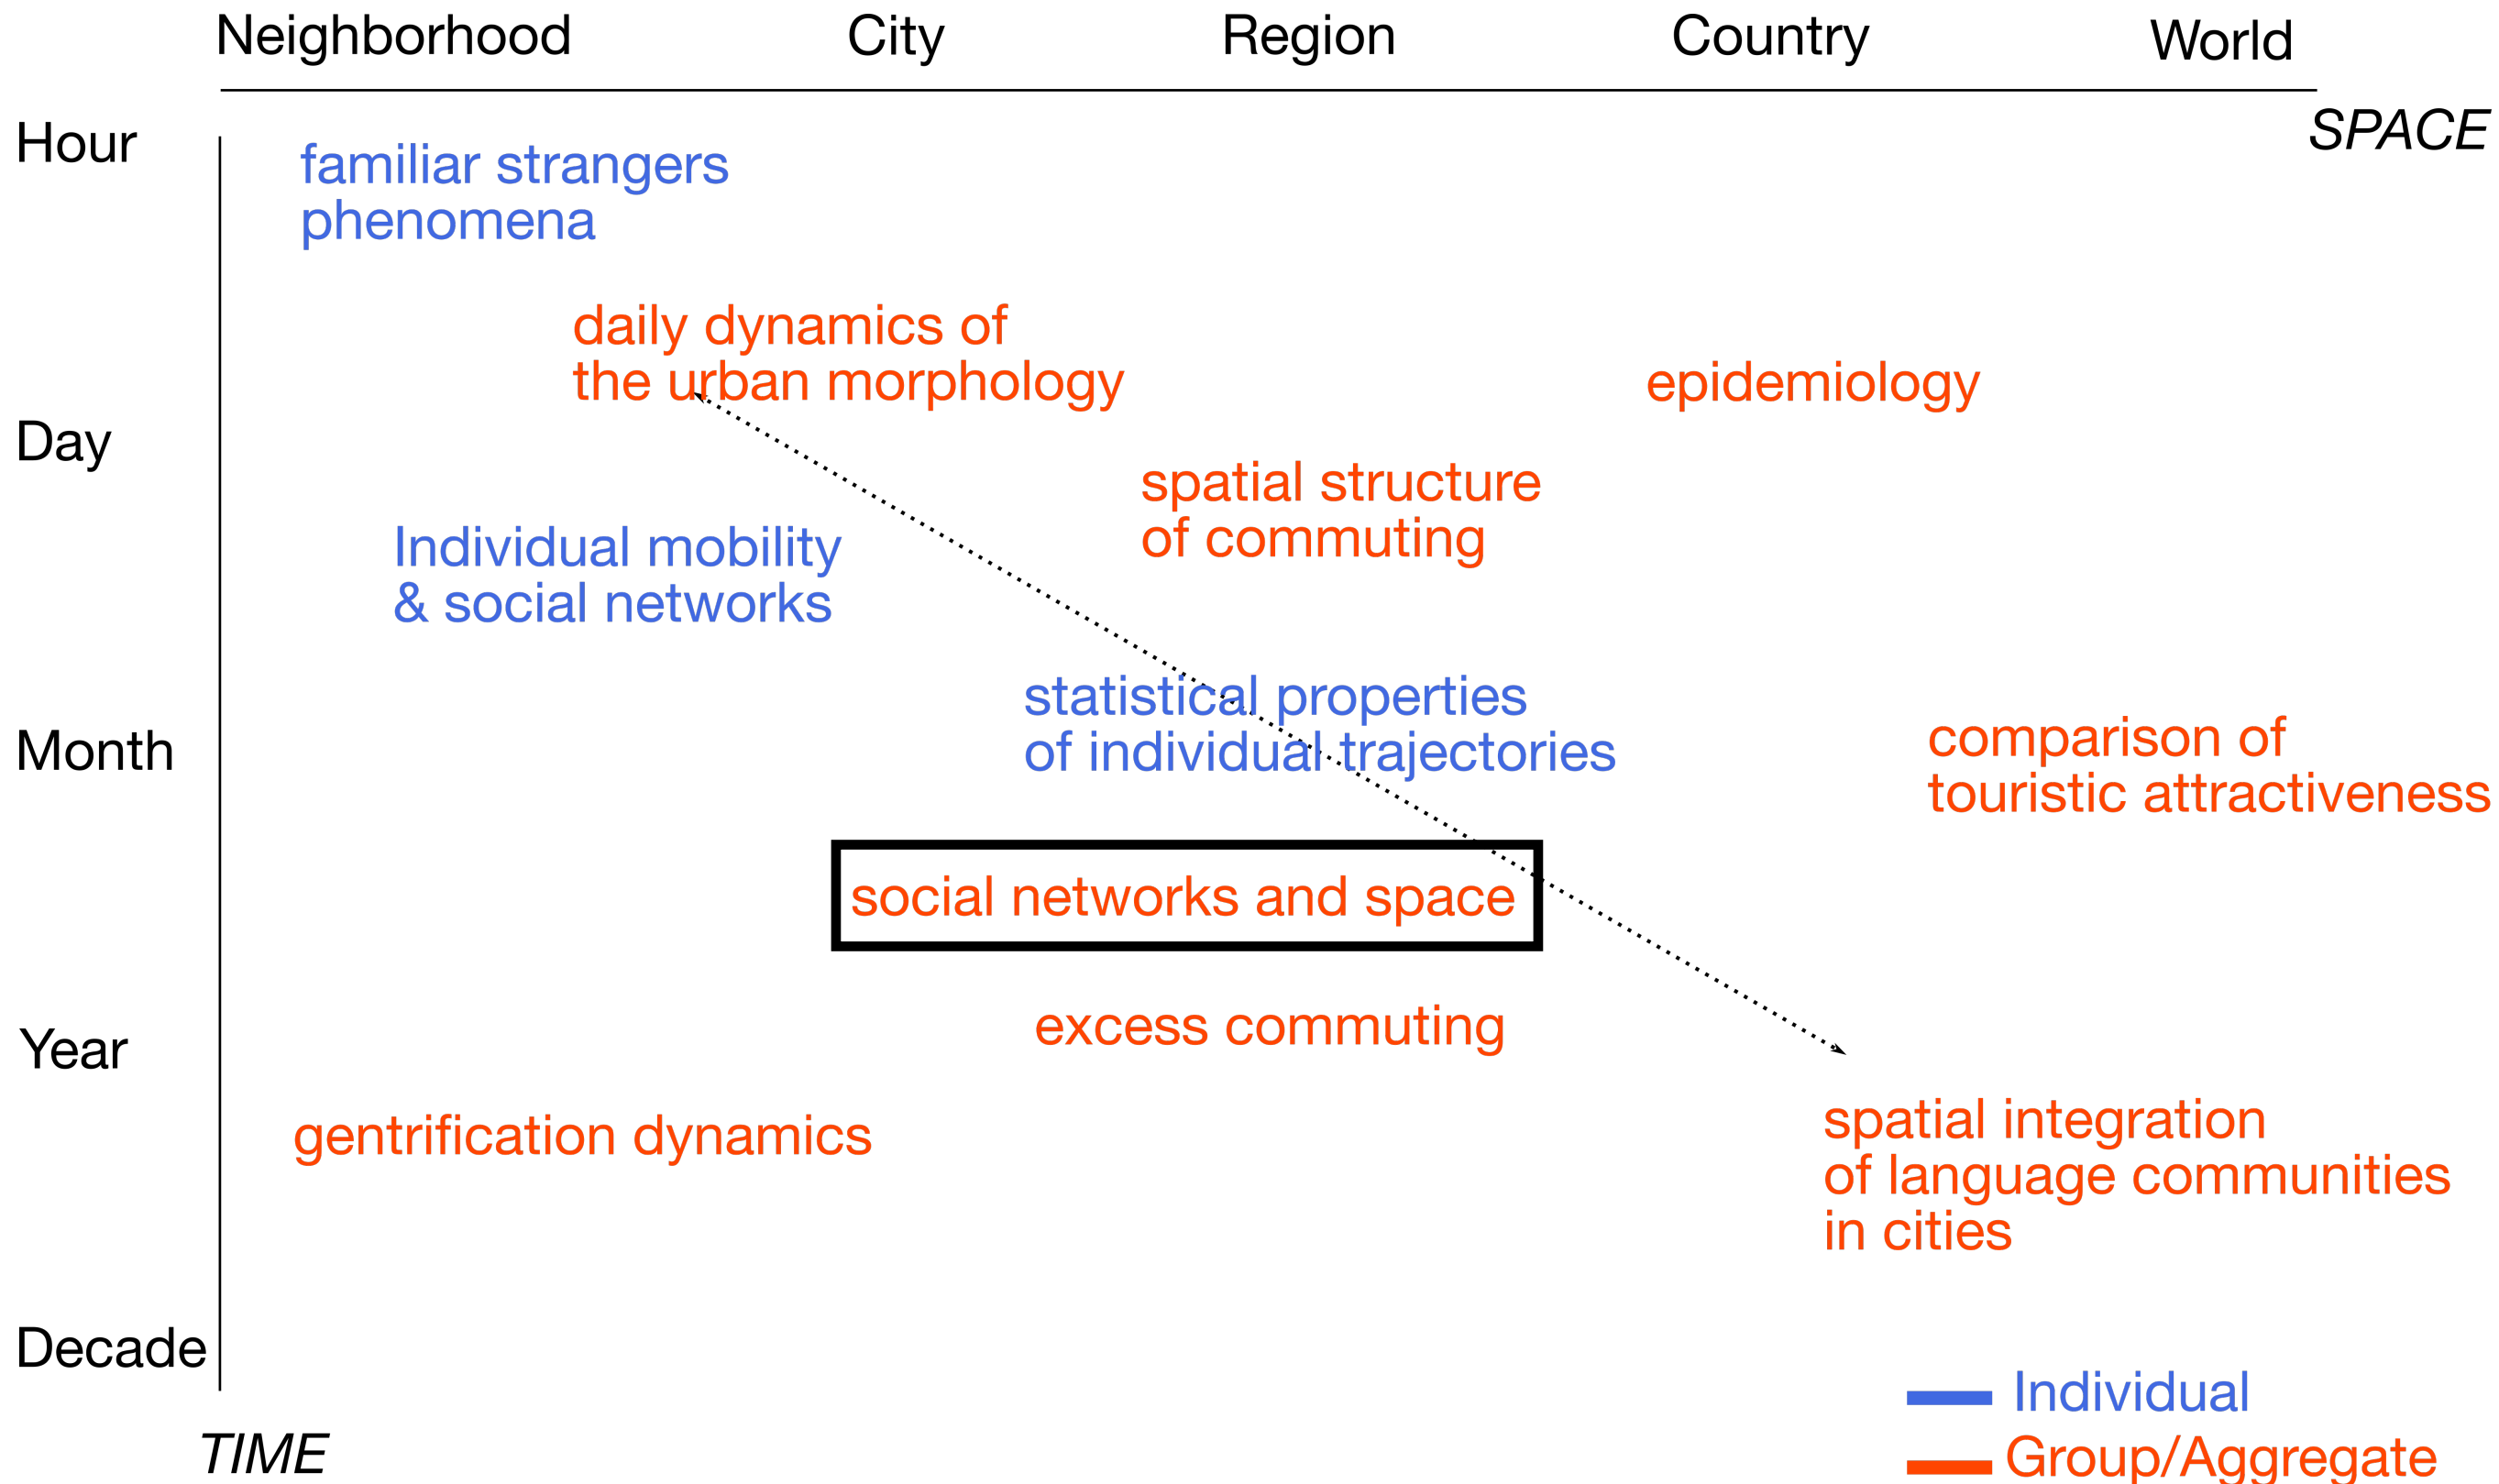 Neighborhood City Region Country World
SPACE
Hour
familiar strangers
phenomena
daily dynamics of
the urban morphology
epidemiology
Day
spatial structure
of commuting
Individual mobility
& social networks
statistical properties
of individual trajectories
Month
comparison of
touristic attractiveness
social networks and space
excess commuting
Year
gentrification dynamics
spatial integration
of language communities
in cities
Decade
TIME
Individual
Group/Aggregate